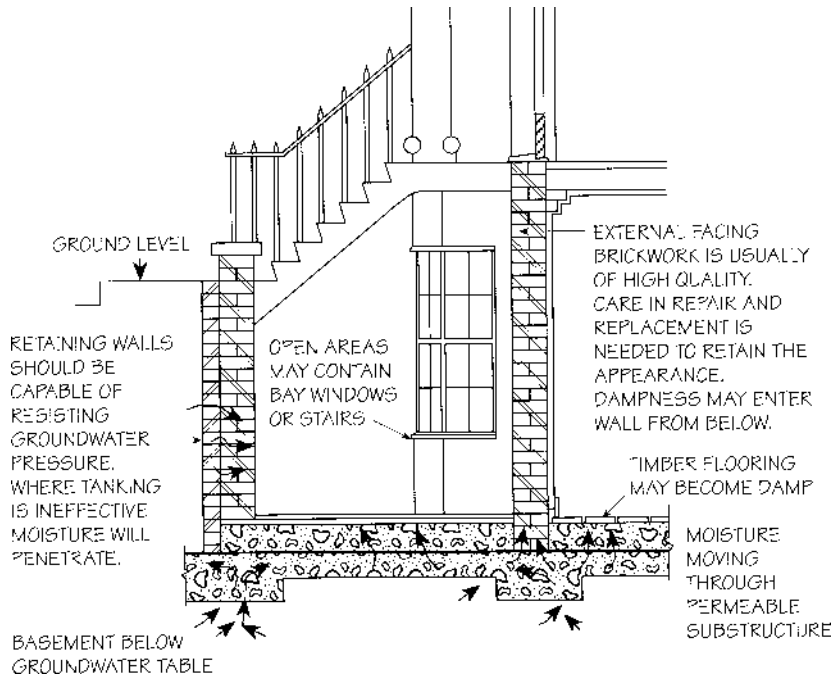 GROUND LEVEL
RETAINING WALLS
SHOULD BE
CAPABLE OF
RESISTING
GROUNDWATER
PRESSURE.
WHERE TANKING
IS INEFFECTIVE
MOISTURE WILL
PENETRATE.
OPEN AREAS
MAY CONTAIN
BAY WINDOWS
OR STAIRS
EXTERNAL FACING
BRICKWORK IS USUALLY
OF HIGH QUALITY.
CARE IN REPAIR AND
REPLACEMENT IS
NEEDED TO RETAIN THE
APPEARANCE.
DAMPNESS MAY ENTER
WALL FROM BELOW.
TIMBER FLOORING
MAY BECOME DAMP
MOISTURE
MOVING
THROUGH
PERMEABLE
SUBSTRUCTURE
BASEMENT BELOW
GROUNDWATER TABLE